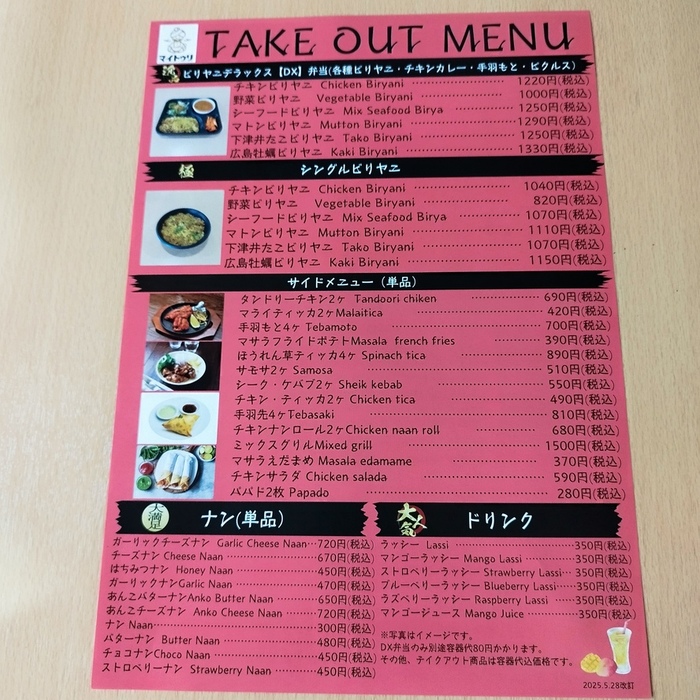 マイトゥリ
TAKE OUT MENU
ビリヤニデラックス【DX】弁当(各種ビリヤニ・チキンカレー・手羽もと・ピクルス)
チキンビリヤニ Chicken Biryani 1220円(税込)
野菜ビリヤニ Vegetable Biryani 1000円(税込)
シーフードビリヤニ Mix Seafood Birya 1250円(税込)
マトンビリヤニ Mutton Biryani 1290円(税込)
下津井たこビリヤニ Tako Biryani 1250円(税込)
広島牡蠣ビリヤニ Kaki Biryani 1330円(税込)
極 シングルビリヤニ
チキンビリヤニ Chicken Biryani 1040円(税込)
野菜ビリヤニ Vegetable Biryani 820円(税込)
シーフードビリヤニ Mix Seafood Birya 1070円(税込)
マトンビリヤニ Mutton Biryani 1110円(税込)
下津井たこビリヤニ Tako Biryani 1070円(税込)
広島牡蠣ビリヤニ Kaki Biryani 1150円(税込)
サイドメニュー（単品）
タンドリーチキン2ヶ Tandoori chiken 690円(税込)
マライティッカ2ヶMalaitica 420円(税込)
手羽もと4ヶ Tebamoto 700円(税込)
マサラフライドポテトMasala french fries 390円(税込)
ほうれん草ティッカ4ヶ Spinach tica 890円(税込)
サモサ2ヶ Samosa 510円(税込)
シーク・ケバブ2ヶ Sheik kebab 550円(税込)
チキン・ティッカ2ヶ Chicken tica 490円(税込)
手羽先4ヶTebasaki 810円(税込)
チキンナンロール2ヶChicken naan roll 680円(税込)
ミックスグリルMixed grill 1500円(税込)
マサラえだまめ Masala edamame 370円(税込)
チキンサラダ Chicken salada 590円(税込)
パパド2枚 Papado 280円(税込)
大満足 ナン(単品)
ガーリックチーズナン Garlic Cheese Naan 720円(税込)
チーズナン Cheese Naan 670円(税込)
はちみつナン Honey Naan 450円(税込)
ガーリックナンGarlic Naan 470円(税込)
あんこバターナンAnko Butter Naan 650円(税込)
あんこチーズナン Anko Cheese Naan 720円(税込)
ナン Naan 300円(税込)
バターナン Butter Naan 480円(税込)
チョコナンChoco Naan 450円(税込)
ストロベリーナン Strawberry Naan 450円(税込)
大人気 ドリンク
ラッシー Lassi 350円(税込)
マンゴーラッシー Mango Lassi 350円(税込)
ストロベリーラッシー Strawberry Lassi 350円(税込)
ブルーベリーラッシー Blueberry Lassi 350円(税込)
ラズベリーラッシー Raspberry Lassi 350円(税込)
マンゴージュース Mango Juice 350円(税込)
※写真はイメージです。
DX弁当のみ別途容器代80円かかります。
その他、テイクアウト商品は容器代込価格です。
2025.5.28改訂